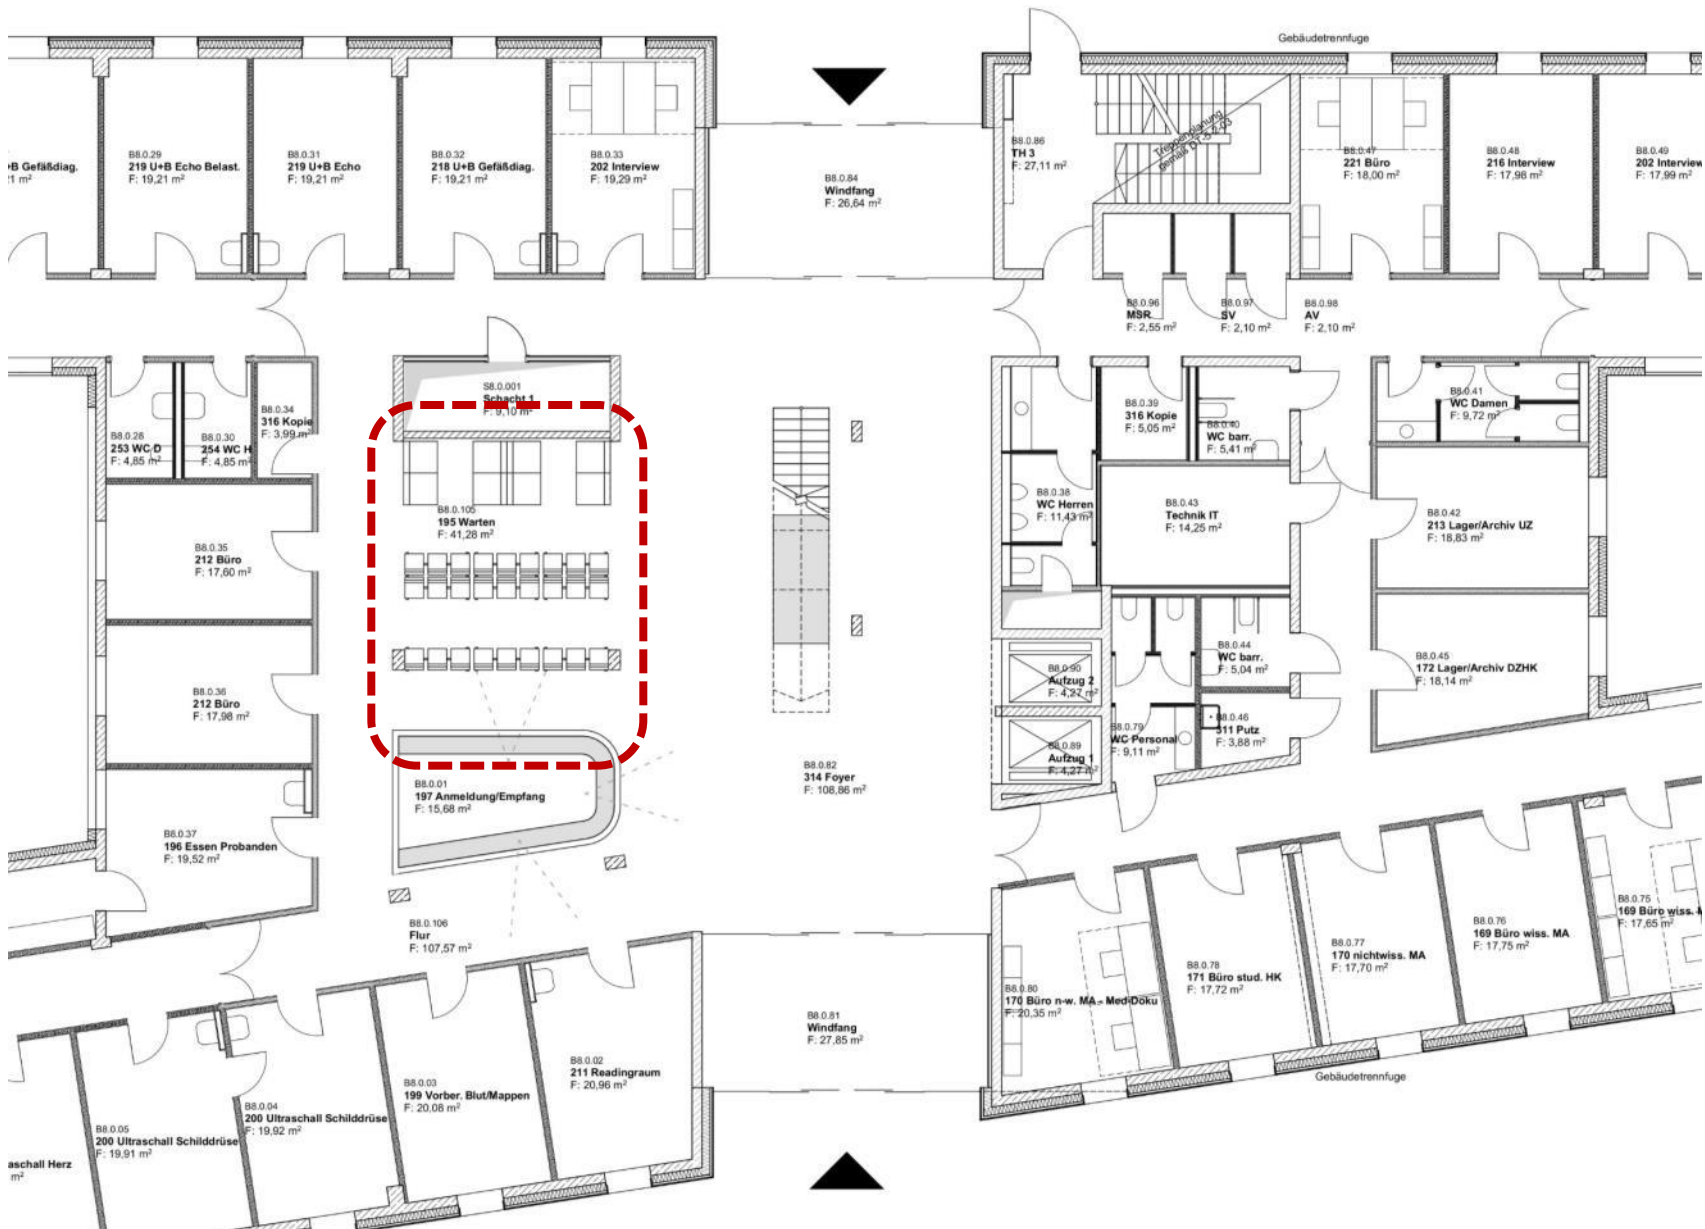 Gebäudetrennfuge
+B Gefäßdiag.
B8.0.29
219 U+B Echo Belast.
F: 19,21 m²
B8.0.31
219 U+B Echo
F: 19,21 m²
B8.0.32
218 U+B Gefäßdiag.
F: 19,21 m²
B8.0.33
202 Interview
F: 19,29 m²
B8.0.84
Windfang
F: 26,64 m²
B8.0.86
TH 3
F: 27,11 m²
Treppenplanung
gemäß DT-5-2-03
B8.0.47
221 Büro
F: 18,00 m²
B8.0.48
216 Interview
F: 17,98 m²
B8.0.49
202 Interview
F: 17,99 m²
B8.0.96
MSR
F: 2,55 m²
B8.0.97
SV
F: 2,10 m²
B8.0.98
AV
F: 2,10 m²
S8.0.001
Schacht 1
F: 9,10 m²
B8.0.28
253 WC D
F: 4,85 m²
B8.0.30
254 WC H
F: 4,85 m²
B8.0.34
316 Kopie
F: 3,99 m²
B8.0.39
316 Kopie
F: 5,05 m²
B8.0.40
WC barr.
F: 5,41 m²
B8.0.41
WC Damen
F: 9,72 m²
B8.0.105
195 Warten
F: 41,28 m²
B8.0.38
WC Herren
F: 11,43 m²
B8.0.43
Technik IT
F: 14,25 m²
B8.0.42
213 Lager/Archiv UZ
F: 18,83 m²
B8.0.35
212 Büro
F: 17,60 m²
B8.0.36
212 Büro
F: 17,98 m²
B8.0.90
Aufzug 2
F: 4,27 m²
B8.0.44
WC barr.
F: 5,04 m²
B8.0.45
172 Lager/Archiv DZHK
F: 18,14 m²
B8.0.89
Aufzug 1
F: 4,27 m²
B8.0.79
WC Personal
F: 9,11 m²
B8.0.46
311 Putz
F: 3,88 m²
B8.0.01
197 Anmeldung/Empfang
F: 15,68 m²
B8.0.82
314 Foyer
F: 108,86 m²
B8.0.37
196 Essen Probanden
F: 19,52 m²
B8.0.106
Flur
F: 107,57 m²
B8.0.75
169 Büro wiss. M
F: 17,65 m²
B8.0.76
169 Büro wiss. MA
F: 17,75 m²
B8.0.77
170 nichtwiss. MA
F: 17,70 m²
B8.0.78
171 Büro stud. HK
F: 17,72 m²
B8.0.80
170 Büro n-w. MA - Med-Doku
F: 20,35 m²
B8.0.81
Windfang
F: 27,85 m²
B8.0.02
211 Readingraum
F: 20,96 m²
B8.0.03
199 Vorber. Blut/Mappen
F: 20,08 m²
B8.0.04
200 Ultraschall Schilddrüse
F: 19,92 m²
B8.0.05
200 Ultraschall Schilddrüse
F: 19,91 m²
aschall Herz
m²
Gebäudetrennfuge